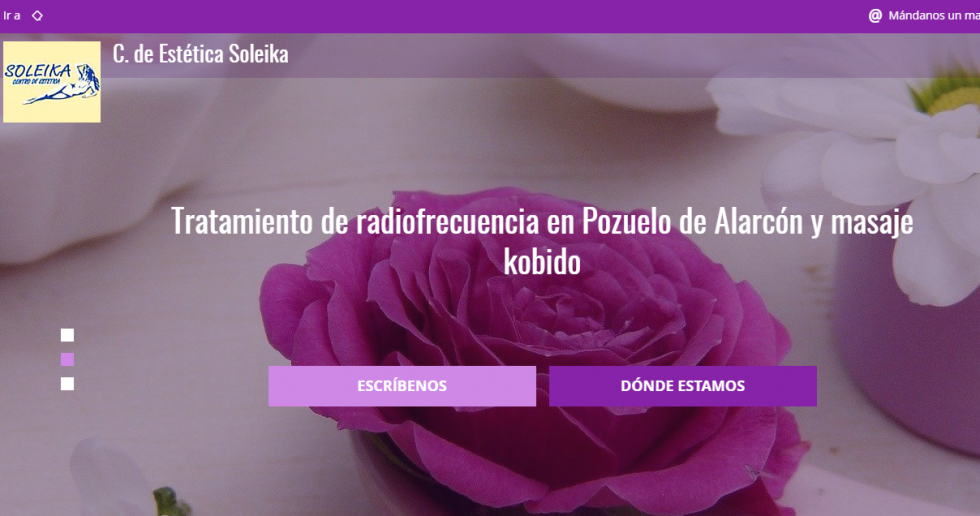 Ir a
@ Mándanos un ma
SOLEIKA
CENTRO DE ESTETICA
C. de Estética Soleika
Tratamiento de radiofrecuencia en Pozuelo de Alarcón y masaje
kobido
ESCRÍBENOS
DÓNDE ESTAMOS